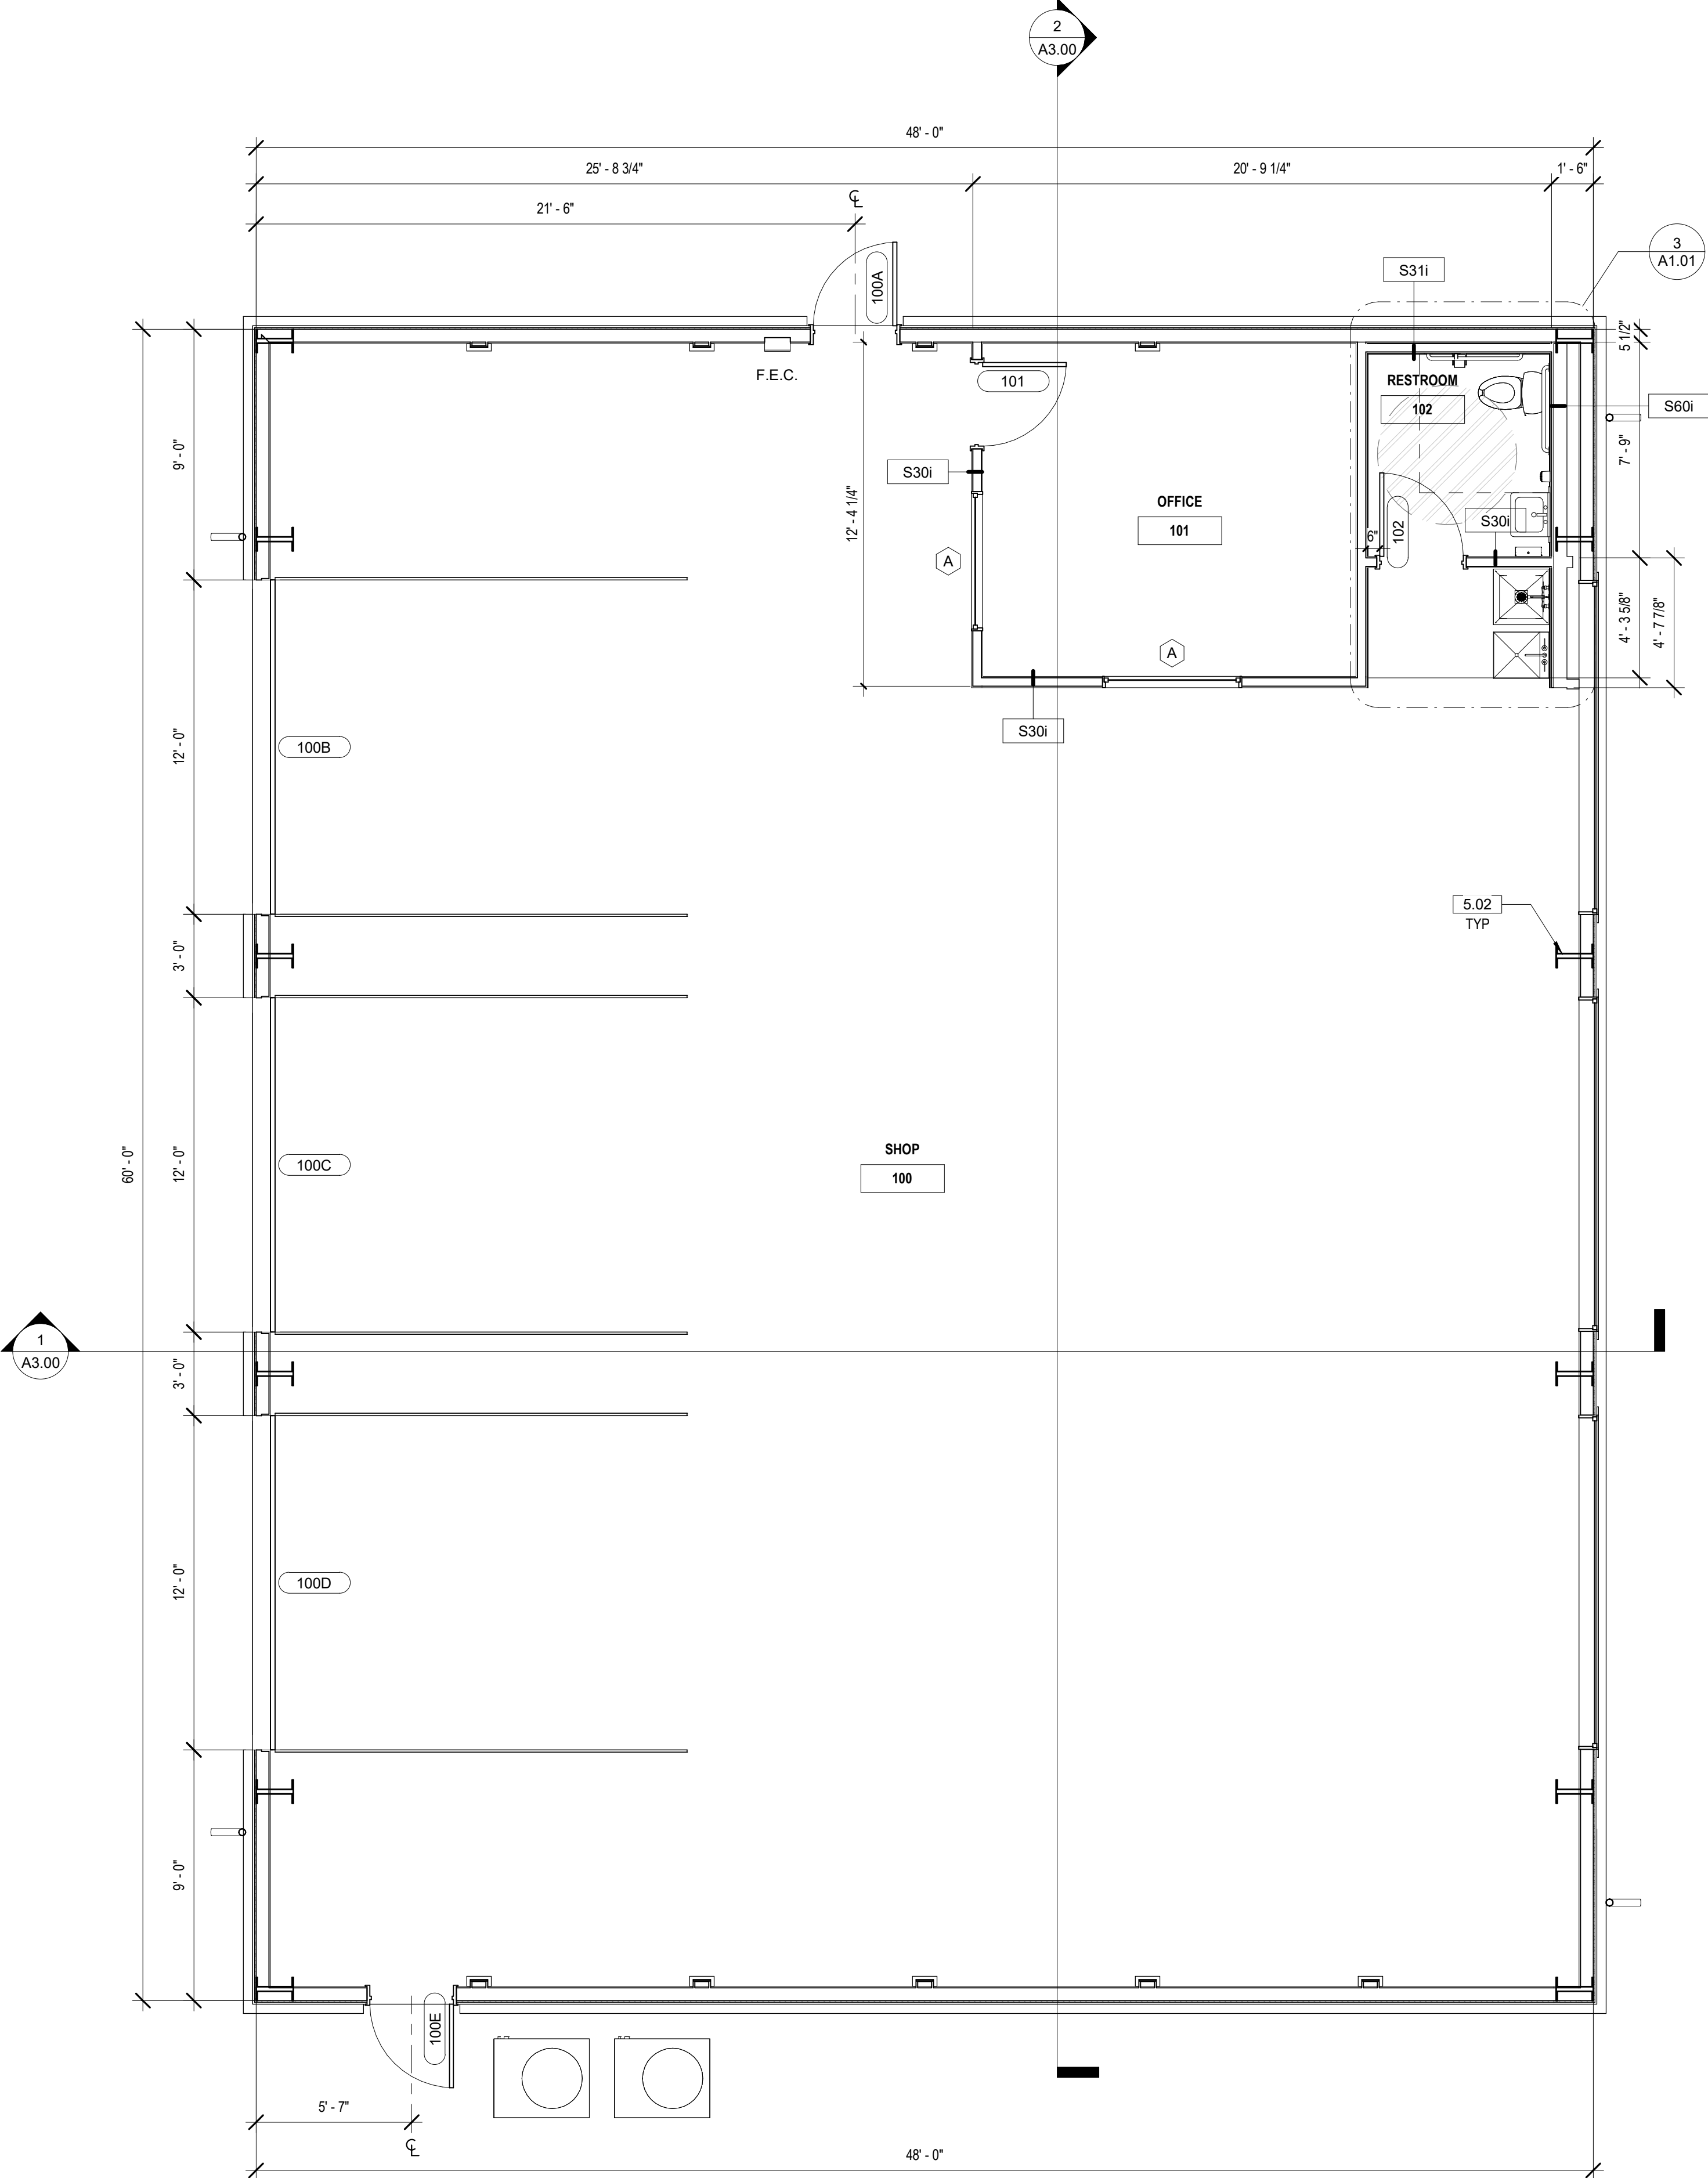 2
A3.00
48' - 0"
25' - 8 3/4"
20' - 9 1/4"
1' - 6"
21' - 6"
℄
3
A1.01
100A
S31i
5 1/2"
F.E.C.
101
RESTROOM
102
S60i
9' - 0"
7' - 9"
S30i
12' - 4 1/4"
OFFICE
101
S30i
6"
102
A
4' - 3 5/8"
4' - 7 7/8"
A
S30i
12' - 0"
100B
5.02
TYP
3' - 0"
60' - 0"
12' - 0"
100C
SHOP
100
1
A3.00
3' - 0"
12' - 0"
100D
9' - 0"
100E
5' - 7"
℄
48' - 0"